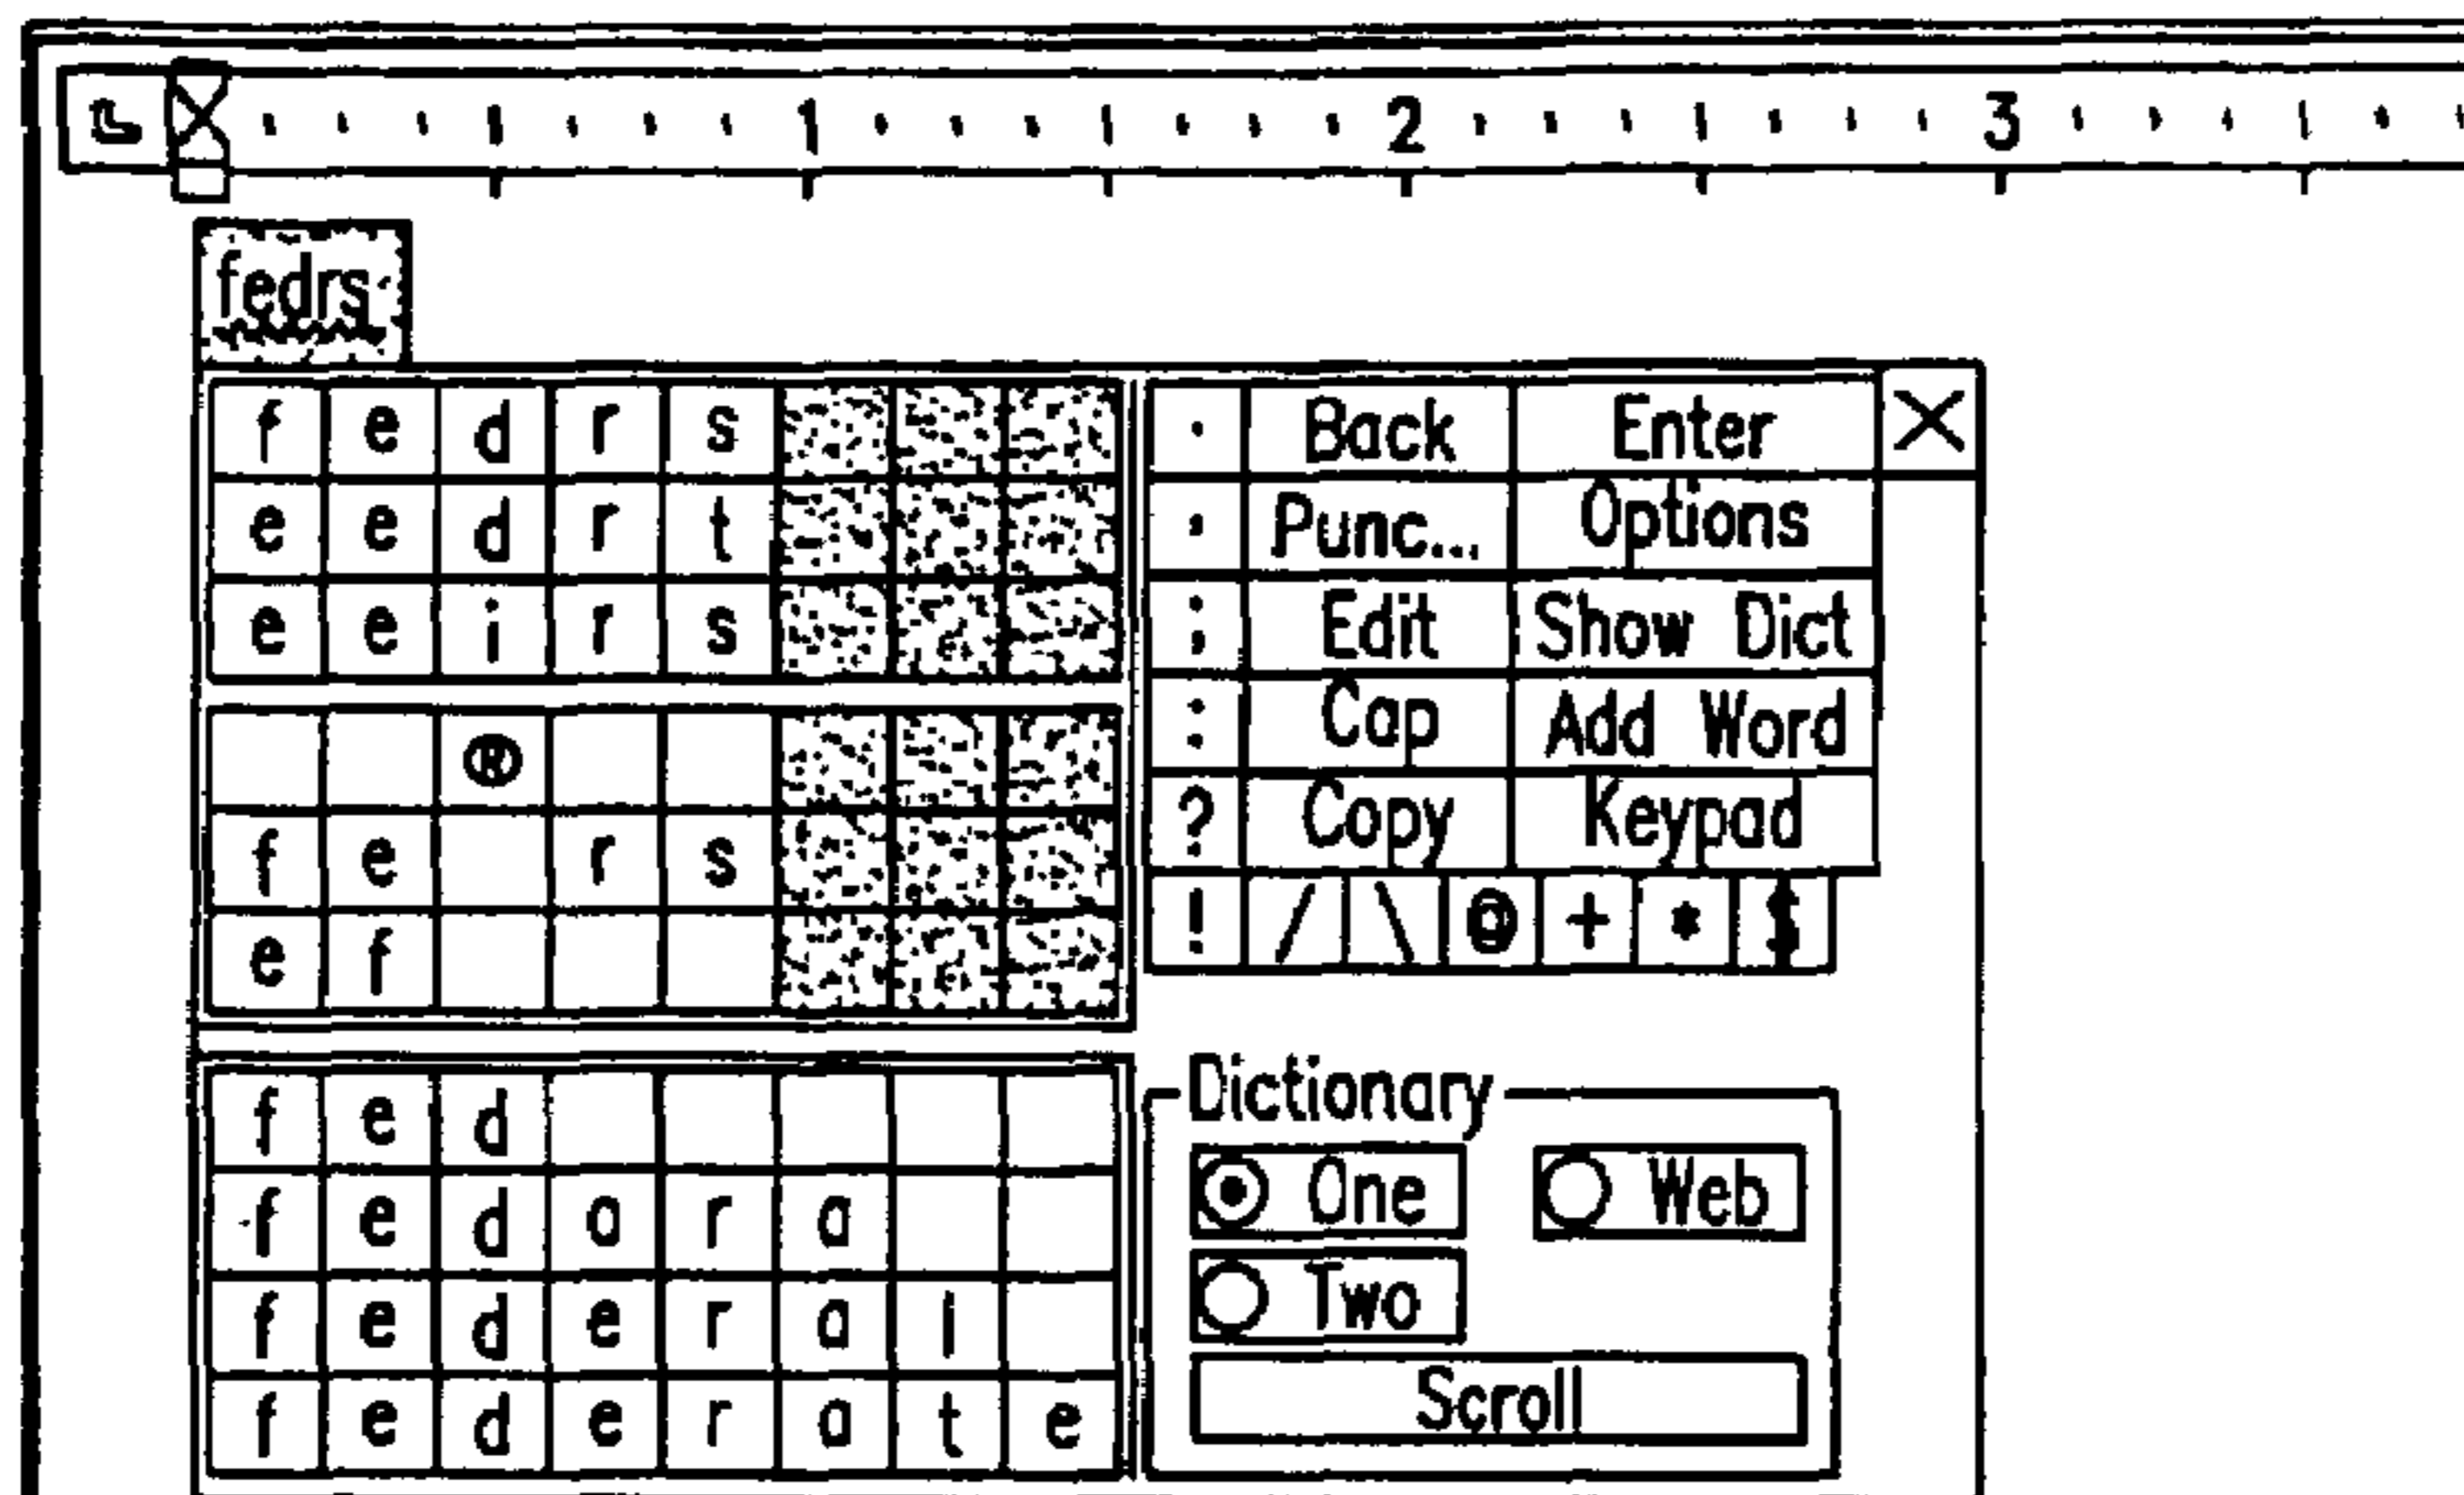 1 2 3
fedrs
f e d r s
e e d r t
e e i r s
®
f e r s
e f
. Back Enter X
, Punc... Options
; Edit Show Dict
: Cap Add Word
? Copy Keypad
! / \ @ + * $
f e d
f e d o r a
f e d e r a l
f e d e r a t e
Dictionary
One Web
Two
Scroll